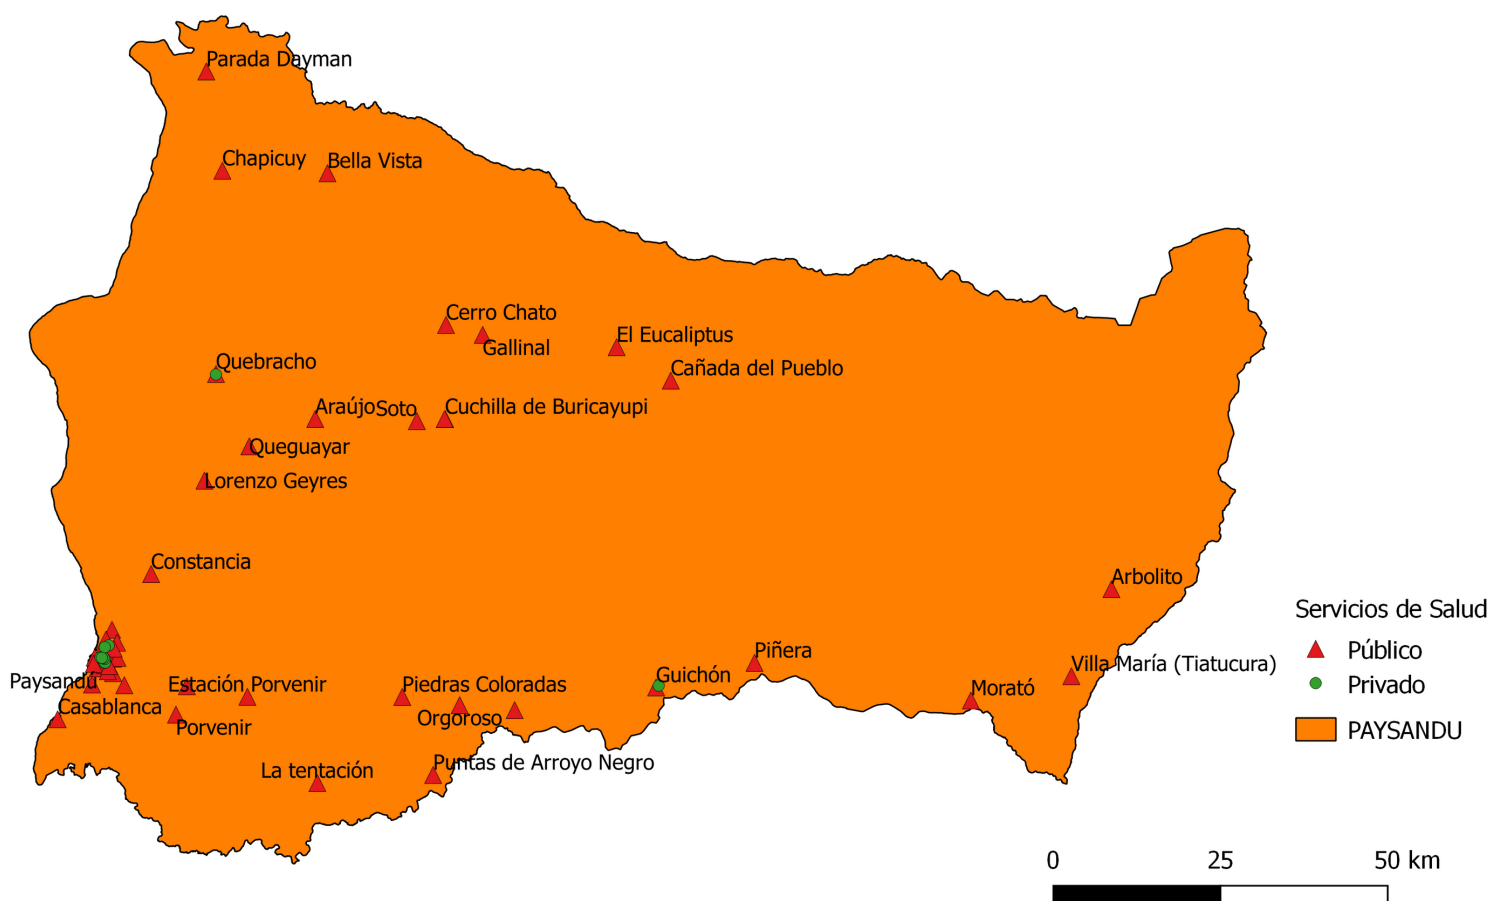 Parada Dayman
Chapicuy
Bella Vista
Cerro Chato
Gallinal
El Eucaliptus
Quebracho
Cañada del Pueblo
Araújo
Soto
Cuchilla de Buricayupi
Queguayar
Lorenzo Geyres
Constancia
Arbolito
Servicios de Salud
Público
Privado
PAYSANDU
Piñera
Villa María (Tiatucura)
Guichón
Morató
Paysandú
Estación Porvenir
Piedras Coloradas
Casablanca
Orgoroso
Porvenir
Puntas de Arroyo Negro
La tentación
0 25 50 km